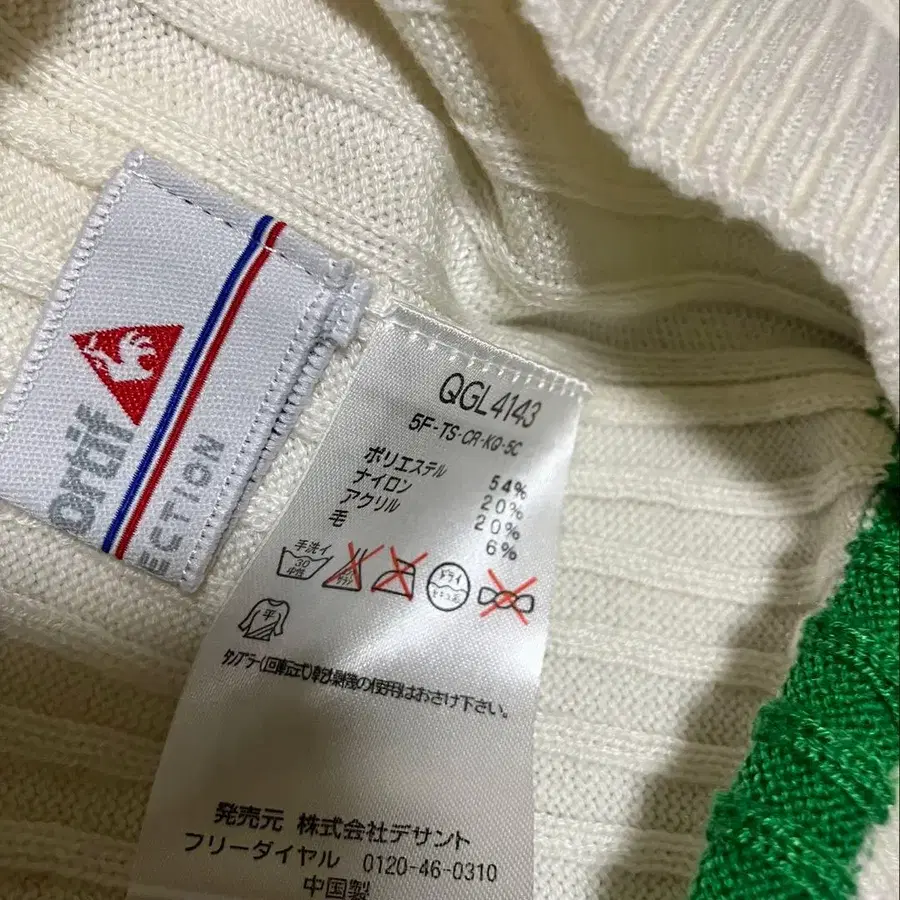 ortif
ECTION
QGL4143
5F-TS-CR-KQ-5C
ポリエステル 54%
ナイロン 20%
アクリル 20%
毛 6%
手洗イ
30
中性
ドライ
セキユ系
平
タンブラー(回転式)乾燥機の使用はおさけ下さい。
発売元 株式会社デサント
フリーダイヤル 0120-46-0310
中国製